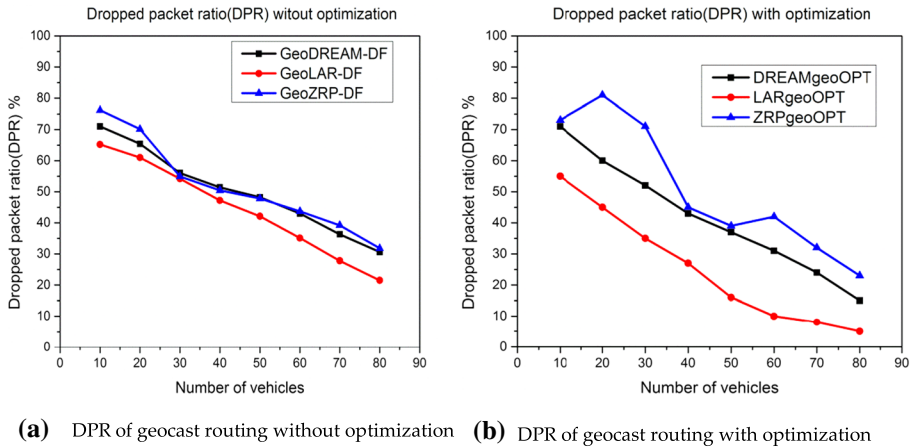 Dropped packet ratio(DPR) witout optimization
Dropped packet ratio(DPR) %
100
90
80
70
60
50
40
30
20
10
0
GeoDREAM-DF
GeoLAR-DF
GeoZRP-DF
0 10 20 30 40 50 60 70 80 90
Number of vehicles
(a) DPR of geocast routing without optimization
Dropped packet ratio(DPR) with optimization
Dropped packet ratio(DPR) %
100
90
80
70
60
50
40
30
20
10
0
DREAMgeoOPT
LARgeoOPT
ZRPgeoOPT
0 10 20 30 40 50 60 70 80 90
Number of vehicles
(b) DPR of geocast routing with optimization